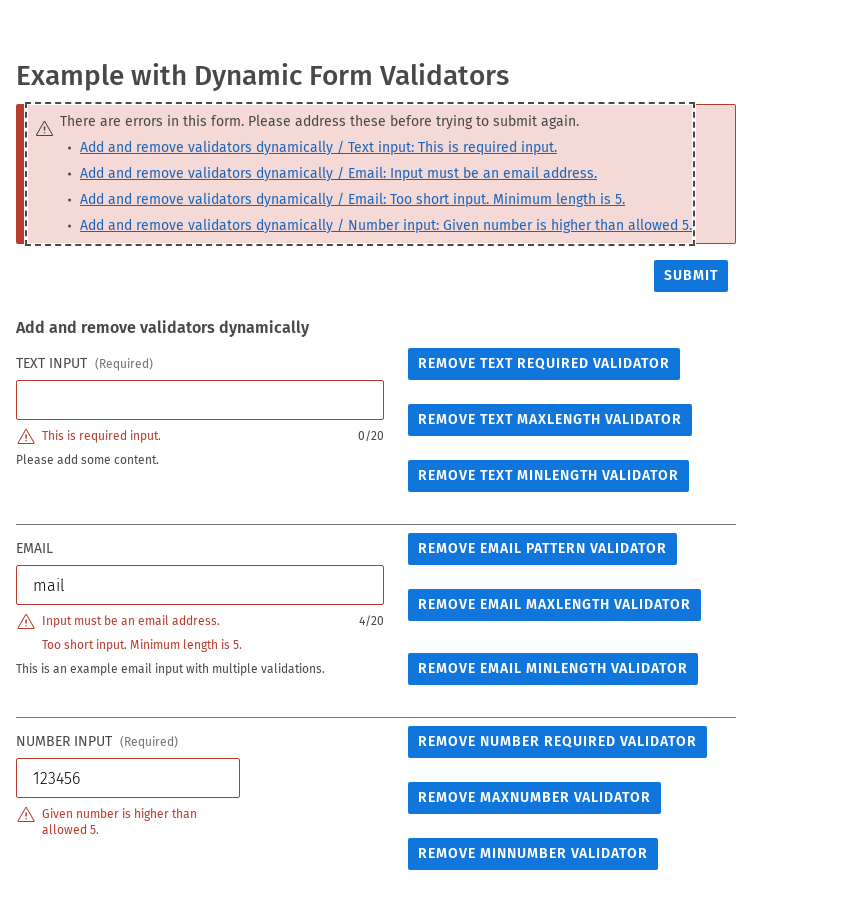 Example with Dynamic Form Validators
There are errors in this form. Please address these before trying to submit again.
• Add and remove validators dynamically / Text input: This is required input.
• Add and remove validators dynamically / Email: Input must be an email address.
• Add and remove validators dynamically / Email: Too short input. Minimum length is 5.
• Add and remove validators dynamically / Number input: Given number is higher than allowed 5.
SUBMIT
Add and remove validators dynamically
TEXT INPUT (Required)
REMOVE TEXT REQUIRED VALIDATOR
REMOVE TEXT MAXLENGTH VALIDATOR
This is required input. 0/20
Please add some content.
REMOVE TEXT MINLENGTH VALIDATOR
EMAIL
REMOVE EMAIL PATTERN VALIDATOR
mail
REMOVE EMAIL MAXLENGTH VALIDATOR
Input must be an email address. 4/20
Too short input. Minimum length is 5.
This is an example email input with multiple validations.
REMOVE EMAIL MINLENGTH VALIDATOR
NUMBER INPUT (Required)
REMOVE NUMBER REQUIRED VALIDATOR
123456
REMOVE MAXNUMBER VALIDATOR
Given number is higher than
allowed 5.
REMOVE MINNUMBER VALIDATOR